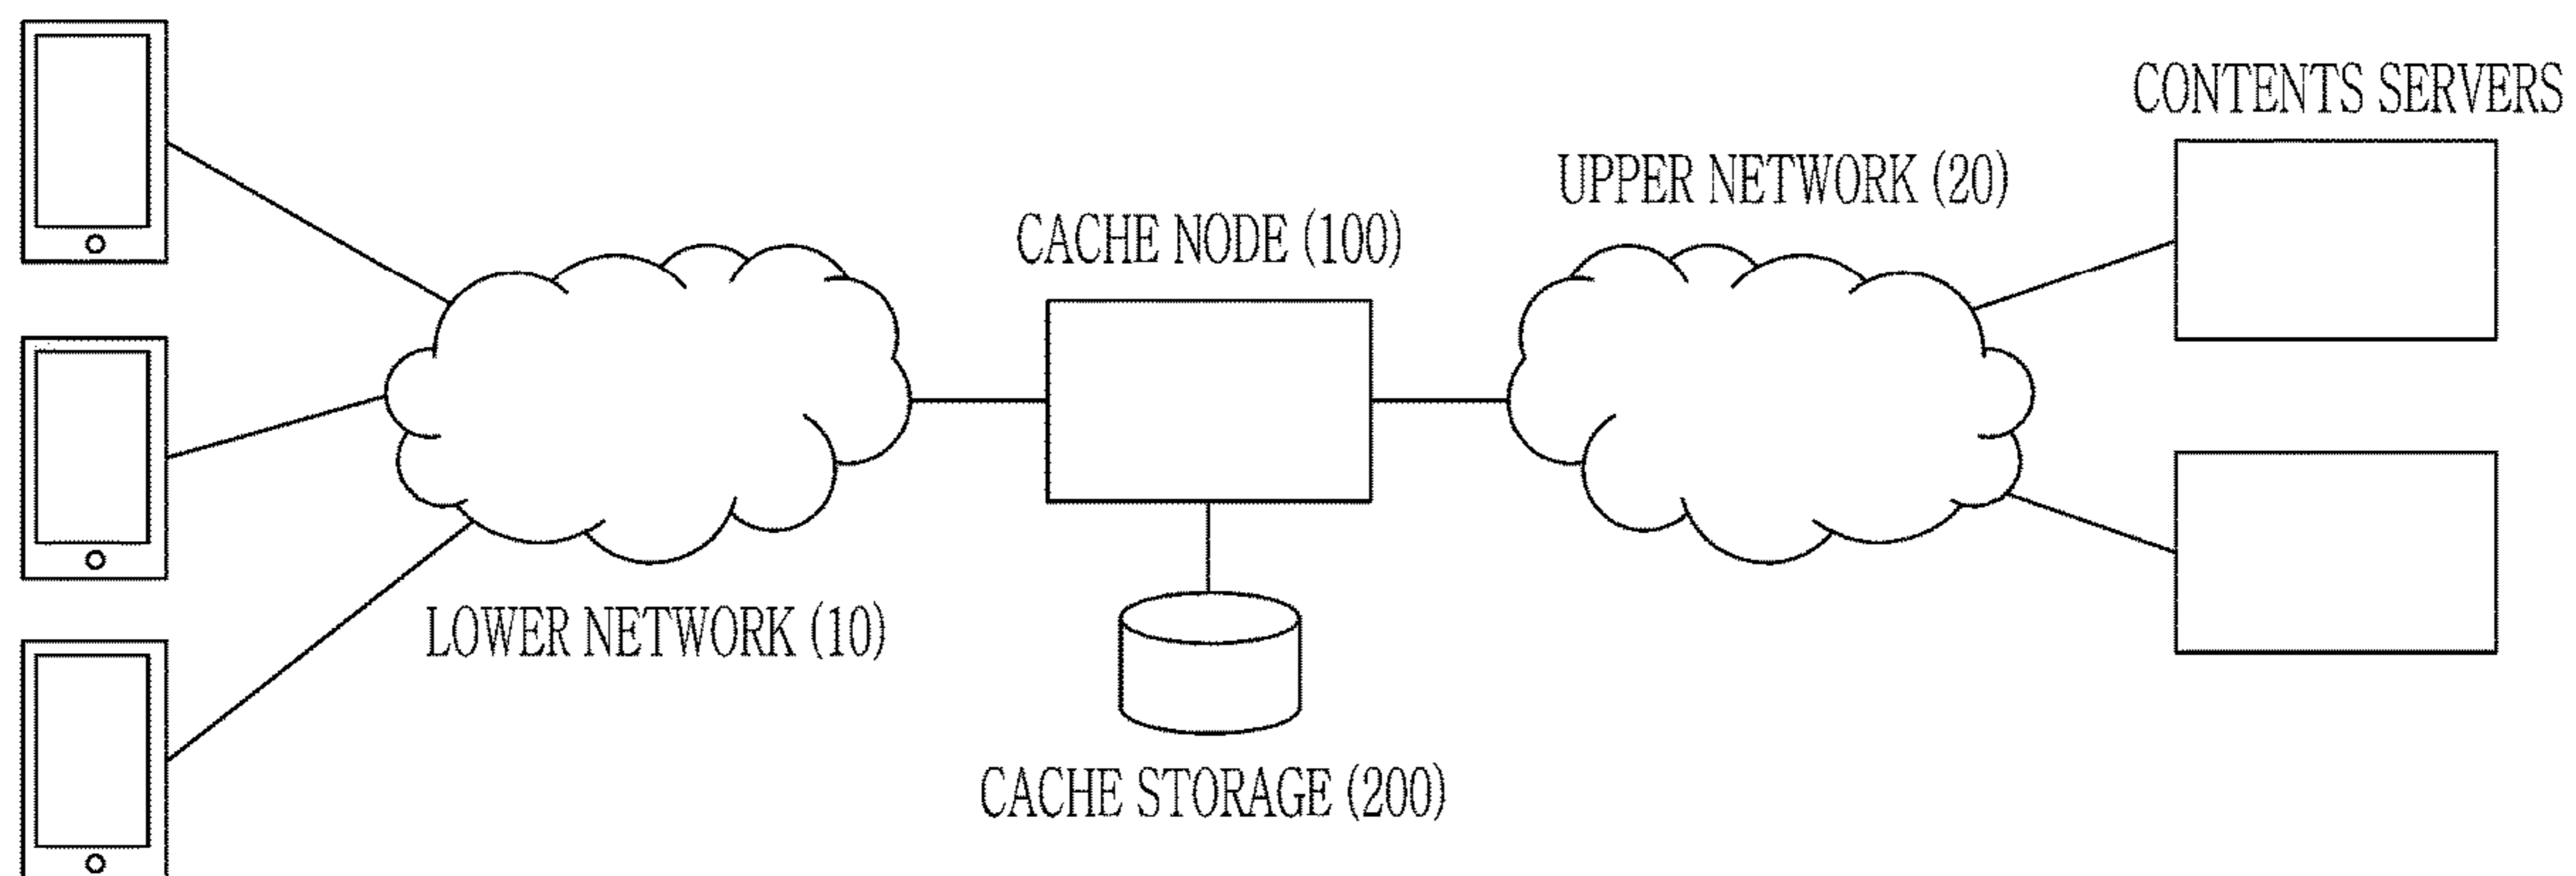 CONTENTS SERVERS
UPPER NETWORK (20)
CACHE NODE (100)
LOWER NETWORK (10)
CACHE STORAGE (200)